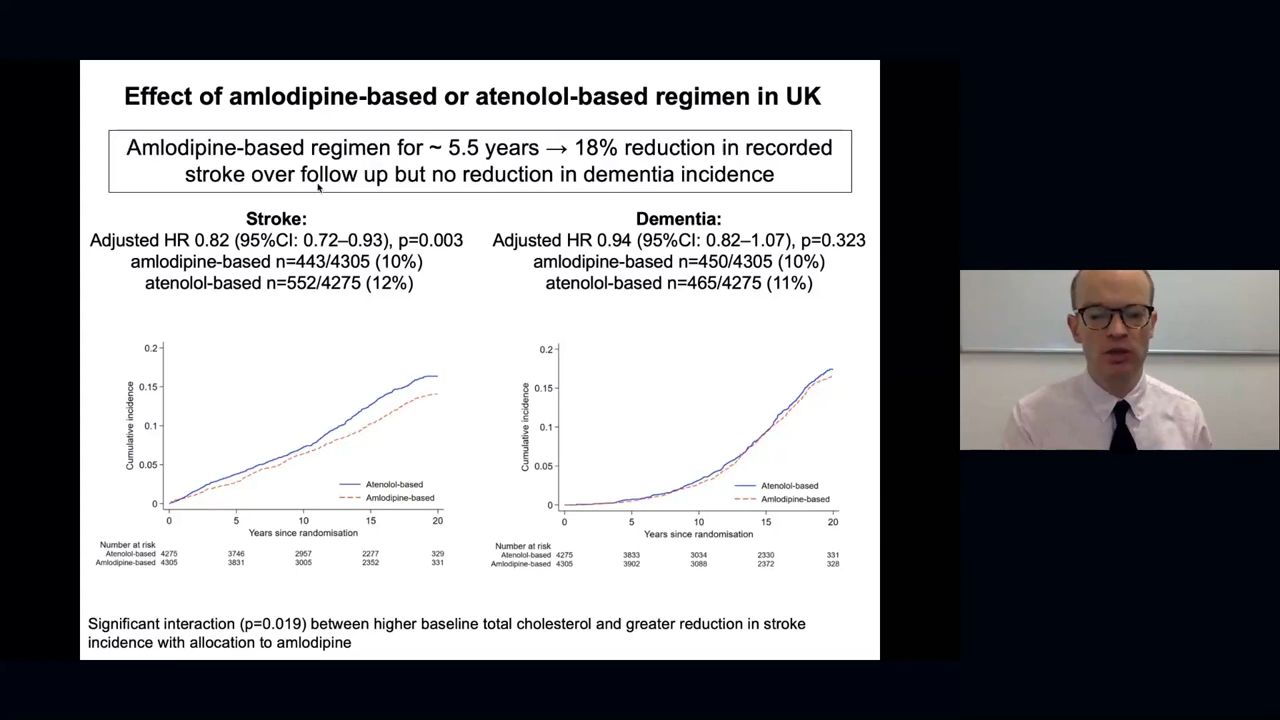 Effect of amlodipine-based or atenolol-based regimen in UK
Amlodipine-based regimen for ~ 5.5 years → 18% reduction in recorded
stroke over follow up but no reduction in dementia incidence
Stroke:
Adjusted HR 0.82 (95%CI: 0.72–0.93), p=0.003
amlodipine-based n=443/4305 (10%)
atenolol-based n=552/4275 (12%)
Dementia:
Adjusted HR 0.94 (95%CI: 0.82–1.07), p=0.323
amlodipine-based n=450/4305 (10%)
atenolol-based n=465/4275 (11%)
Cumulative incidence
0.2
0.15
0.1
0.05
0
Atenolol-based
Amlodipine-based
0 5 10 15 20
Years since randomisation
Number at risk
Atenolol-based 4275 3746 2957 2277 329
Amlodipine-based 4305 3831 3005 2352 331
Cumulative incidence
0.2
0.15
0.1
0.05
0
Atenolol-based
Amlodipine-based
0 5 10 15 20
Years since randomisation
Number at risk
Atenolol-based 4275 3833 3034 2330 331
Amlodipine-based 4305 3902 3088 2372 328
Significant interaction (p=0.019) between higher baseline total cholesterol and greater reduction in stroke
incidence with allocation to amlodipine